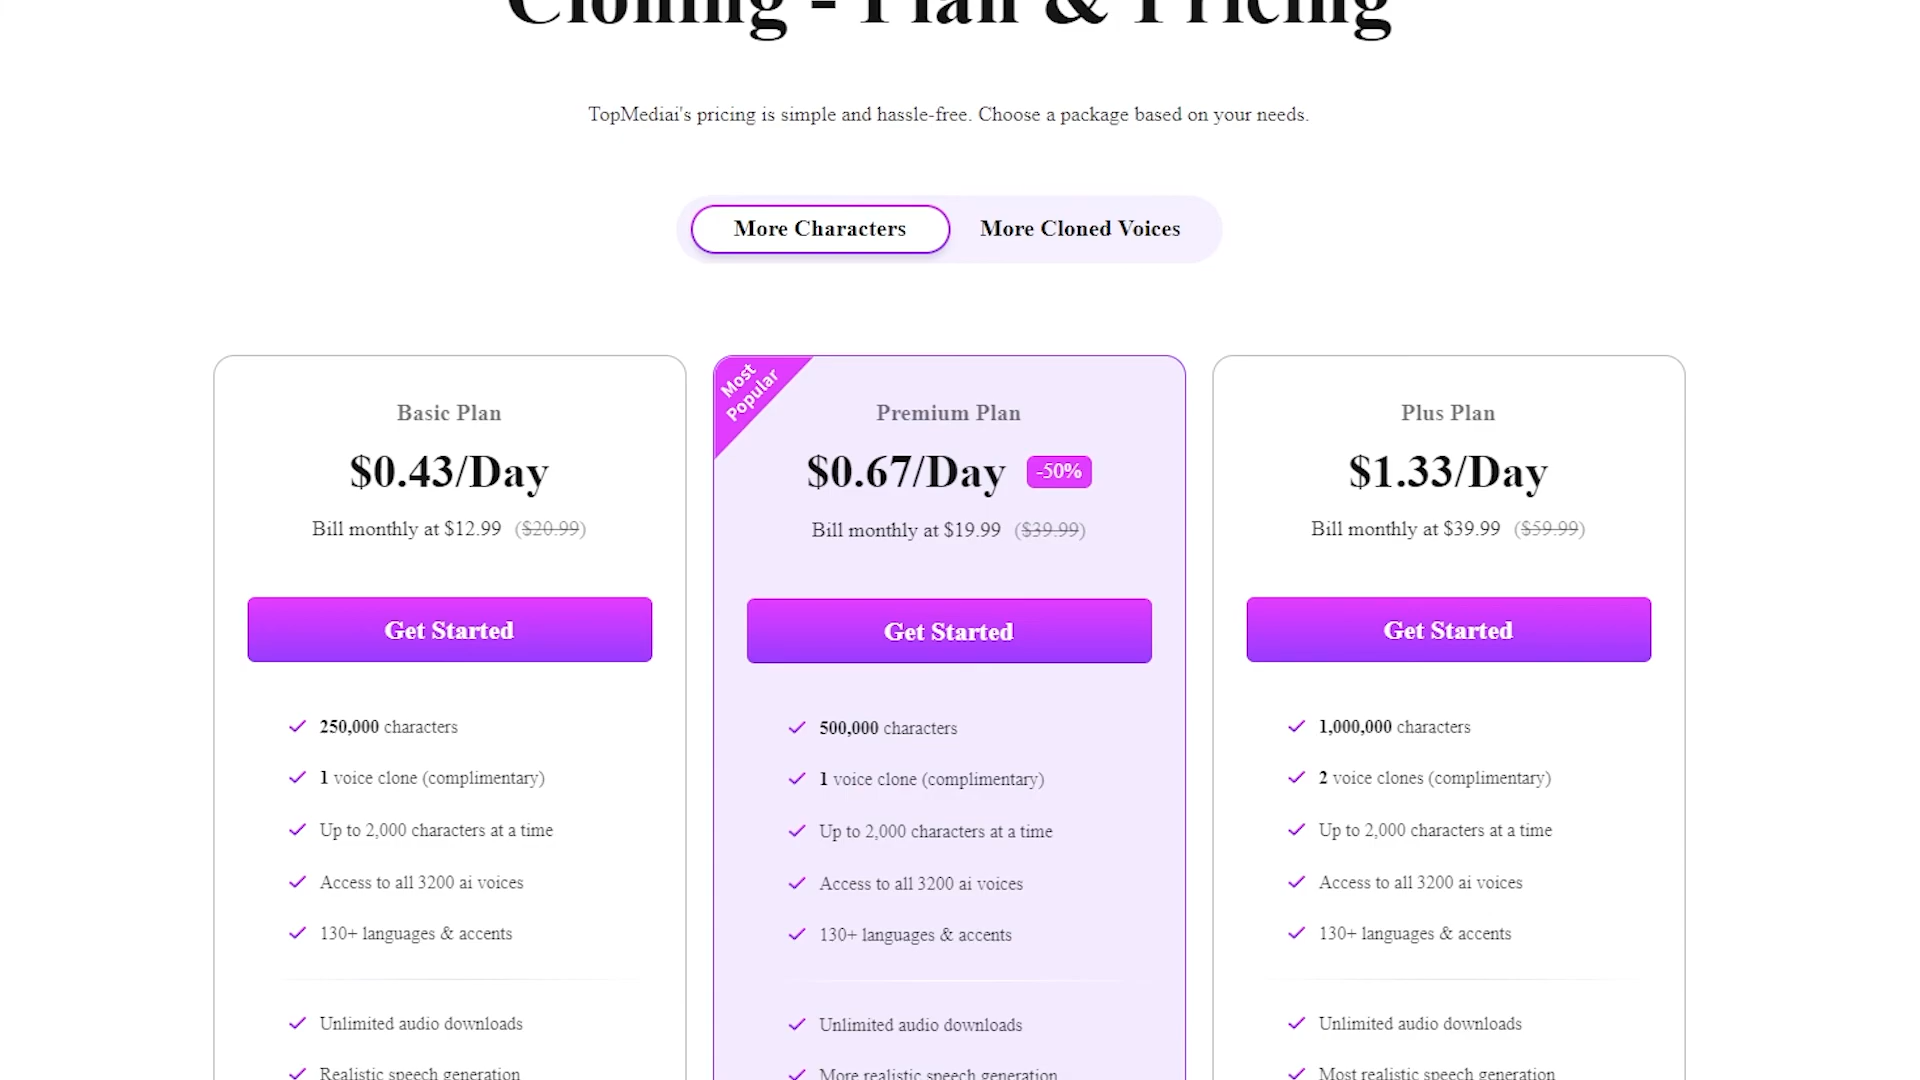 Cloning - Plan & Pricing
TopMediai's pricing is simple and hassle-free. Choose a package based on your needs.
More Characters
More Cloned Voices
Basic Plan
$0.43/Day
Bill monthly at $12.99 ($20.99)
Get Started
250,000 characters
1 voice clone (complimentary)
Up to 2,000 characters at a time
Access to all 3200 ai voices
130+ languages & accents
Unlimited audio downloads
Realistic speech generation
Most
Popular
Premium Plan
$0.67/Day -50%
Bill monthly at $19.99 ($39.99)
Get Started
500,000 characters
1 voice clone (complimentary)
Up to 2,000 characters at a time
Access to all 3200 ai voices
130+ languages & accents
Unlimited audio downloads
More realistic speech generation
Plus Plan
$1.33/Day
Bill monthly at $39.99 ($59.99)
Get Started
1,000,000 characters
2 voice clones (complimentary)
Up to 2,000 characters at a time
Access to all 3200 ai voices
130+ languages & accents
Unlimited audio downloads
Most realistic speech generation